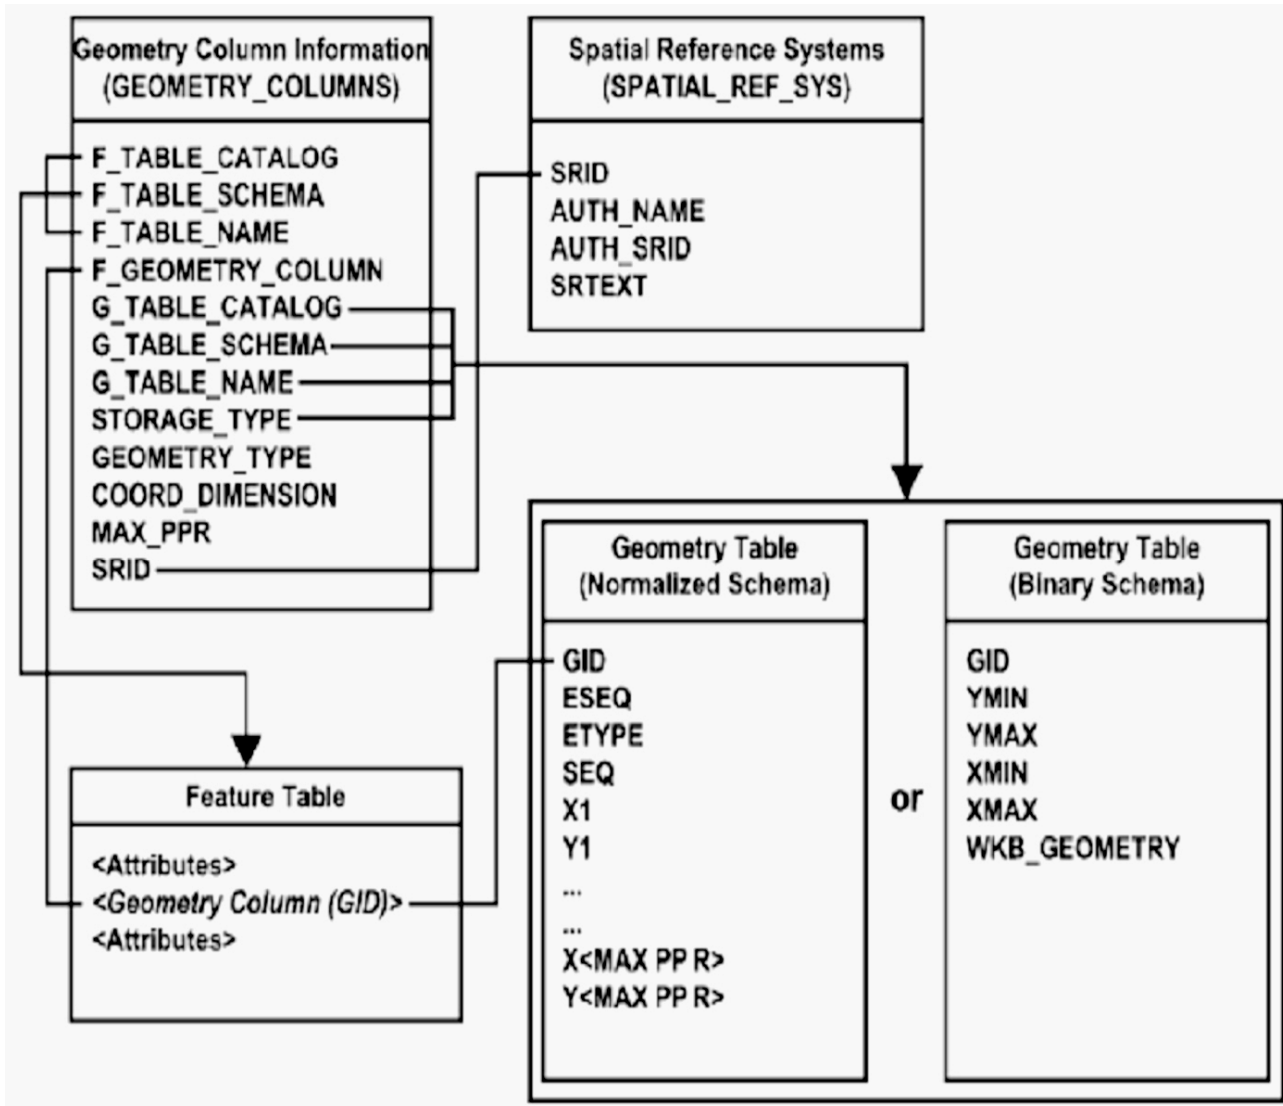 Geometry Column Information
(GEOMETRY_COLUMNS)
F_TABLE_CATALOG
F_TABLE_SCHEMA
F_TABLE_NAME
F_GEOMETRY_COLUMN
G_TABLE_CATALOG
G_TABLE_SCHEMA
G_TABLE_NAME
STORAGE_TYPE
GEOMETRY_TYPE
COORD_DIMENSION
MAX_PPR
SRID
Spatial Reference Systems
(SPATIAL_REF_SYS)
SRID
AUTH_NAME
AUTH_SRID
SRTEXT
Feature Table
<Attributes>
<Geometry Column (GID)>
<Attributes>
Geometry Table
(Normalized Schema)
GID
ESEQ
ETYPE
SEQ
X1
Y1
...
...
X<MAX PP R>
Y<MAX PP R>
or
Geometry Table
(Binary Schema)
GID
YMIN
YMAX
XMIN
XMAX
WKB_GEOMETRY